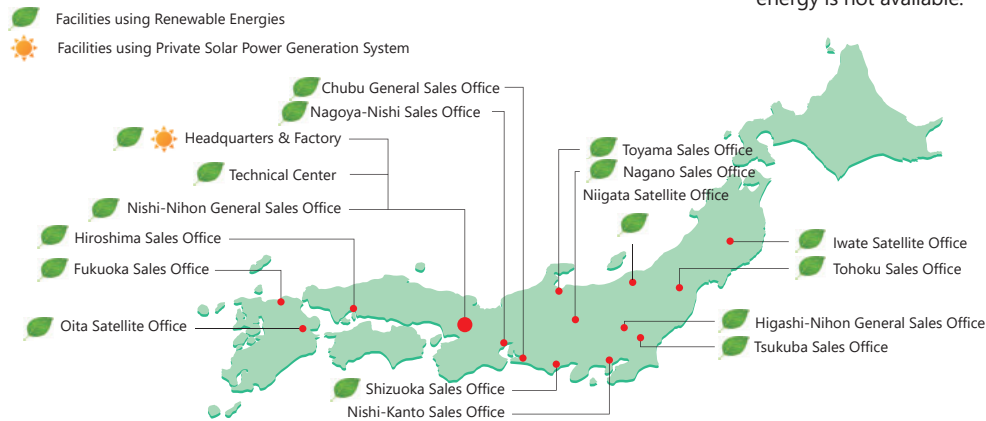 energy is not available.
Facilities using Renewable Energies
Facilities using Private Solar Power Generation System
Chubu General Sales Office
Nagoya-Nishi Sales Office
Headquarters & Factory
Technical Center
Nishi-Nihon General Sales Office
Hiroshima Sales Office
Fukuoka Sales Office
Oita Satellite Office
Toyama Sales Office
Nagano Sales Office
Niigata Satellite Office
Iwate Satellite Office
Tohoku Sales Office
Higashi-Nihon General Sales Office
Tsukuba Sales Office
Shizuoka Sales Office
Nishi-Kanto Sales Office